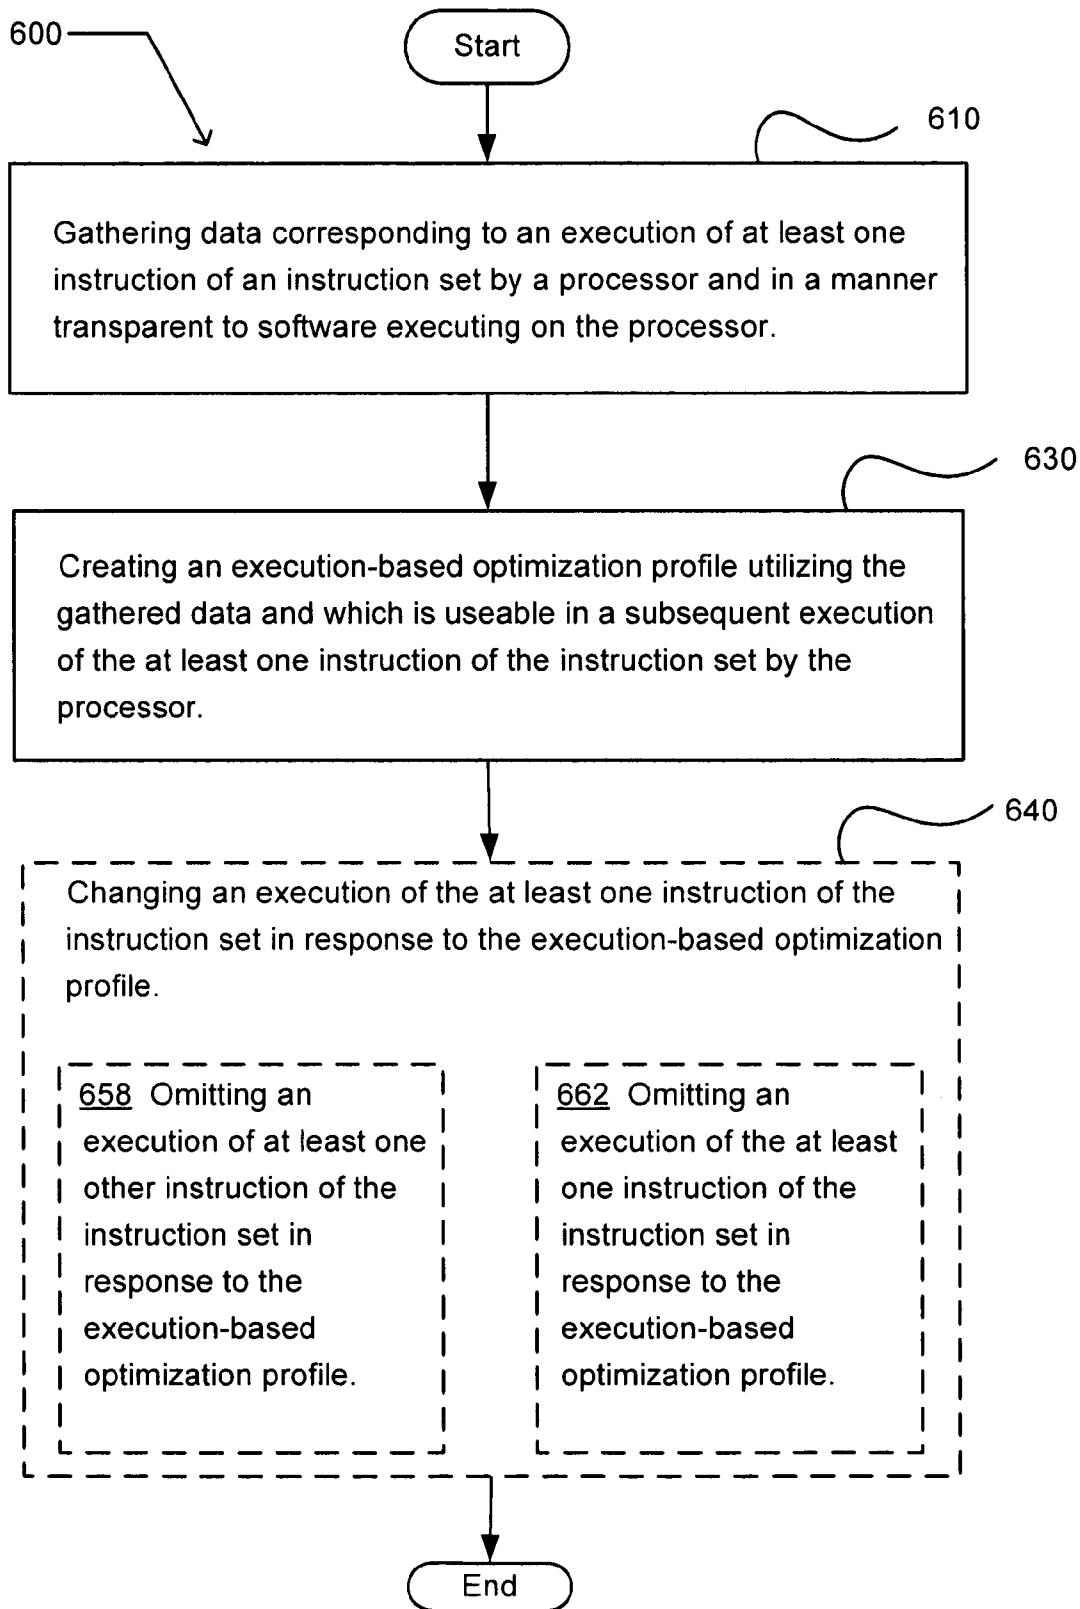 600
Start
610
Gathering data corresponding to an execution of at least one
instruction of an instruction set by a processor and in a manner
transparent to software executing on the processor.
630
Creating an execution-based optimization profile utilizing the
gathered data and which is useable in a subsequent execution
of the at least one instruction of the instruction set by the
processor.
640
Changing an execution of the at least one instruction of the
instruction set in response to the execution-based optimization
profile.
658 Omitting an
execution of at least one
other instruction of the
instruction set in
response to the
execution-based
optimization profile.
662 Omitting an
execution of the at least
one instruction of the
instruction set in
response to the
execution-based
optimization profile.
End